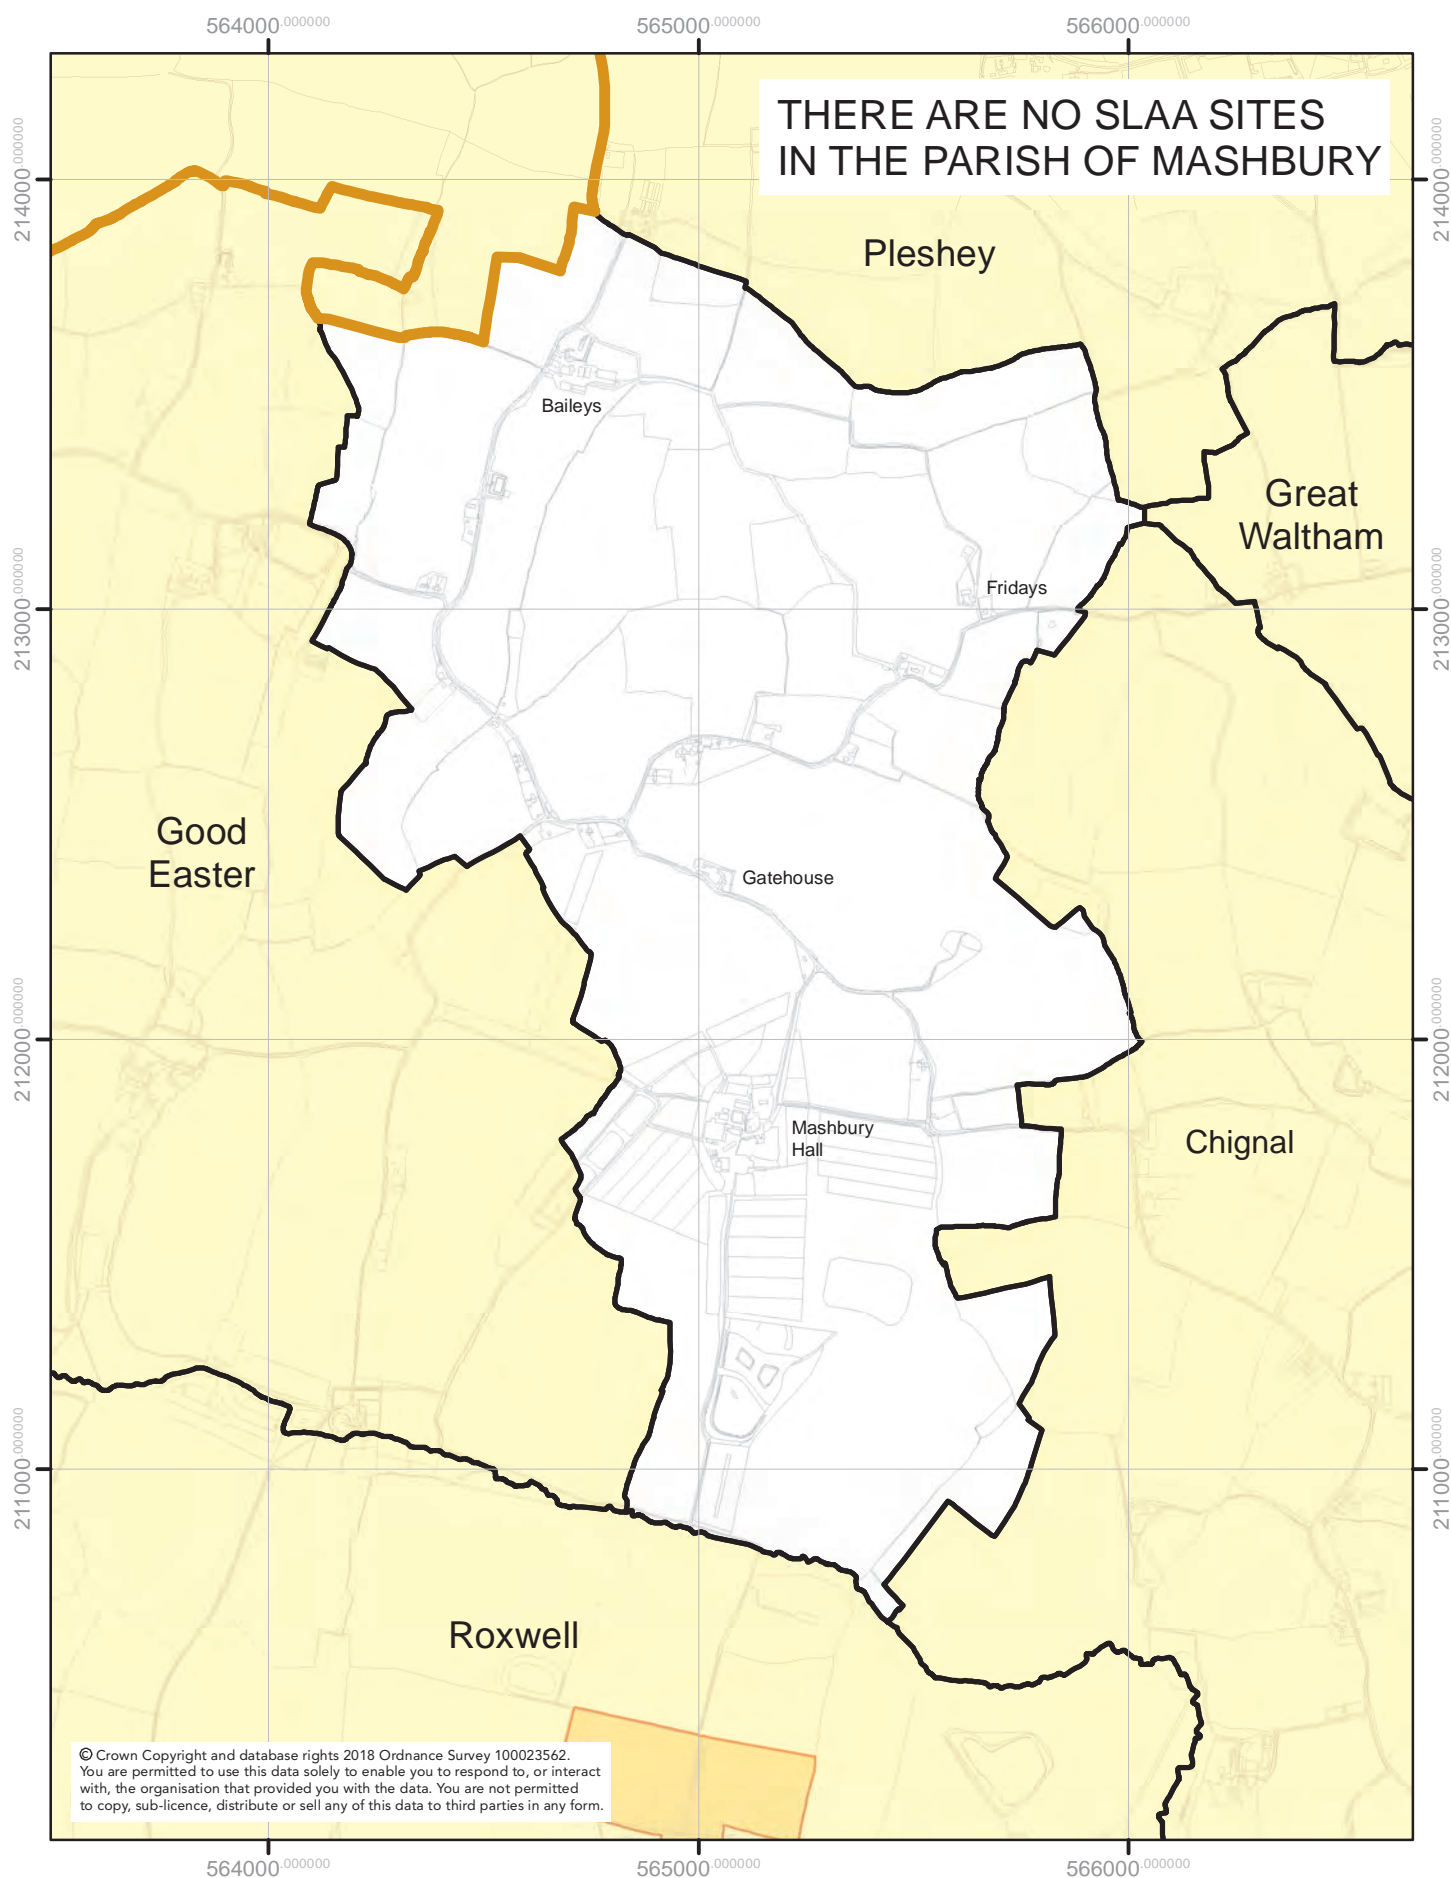 564000.000000 565000.000000 566000.000000
THERE ARE NO SLAA SITES
IN THE PARISH OF MASHBURY
214000.000000
214000.000000
Pleshey
Baileys
Great
Waltham
213000.000000
213000.000000
Fridays
Good
Easter
Gatehouse
212000.000000
212000.000000
Mashbury
Hall
Chignal
211000.000000
211000.000000
Roxwell
© Crown Copyright and database rights 2018 Ordnance Survey 100023562.
You are permitted to use this data solely to enable you to respond to, or interact
with, the organisation that provided you with the data. You are not permitted
to copy, sub-licence, distribute or sell any of this data to third parties in any form.
564000.000000 565000.000000 566000.000000